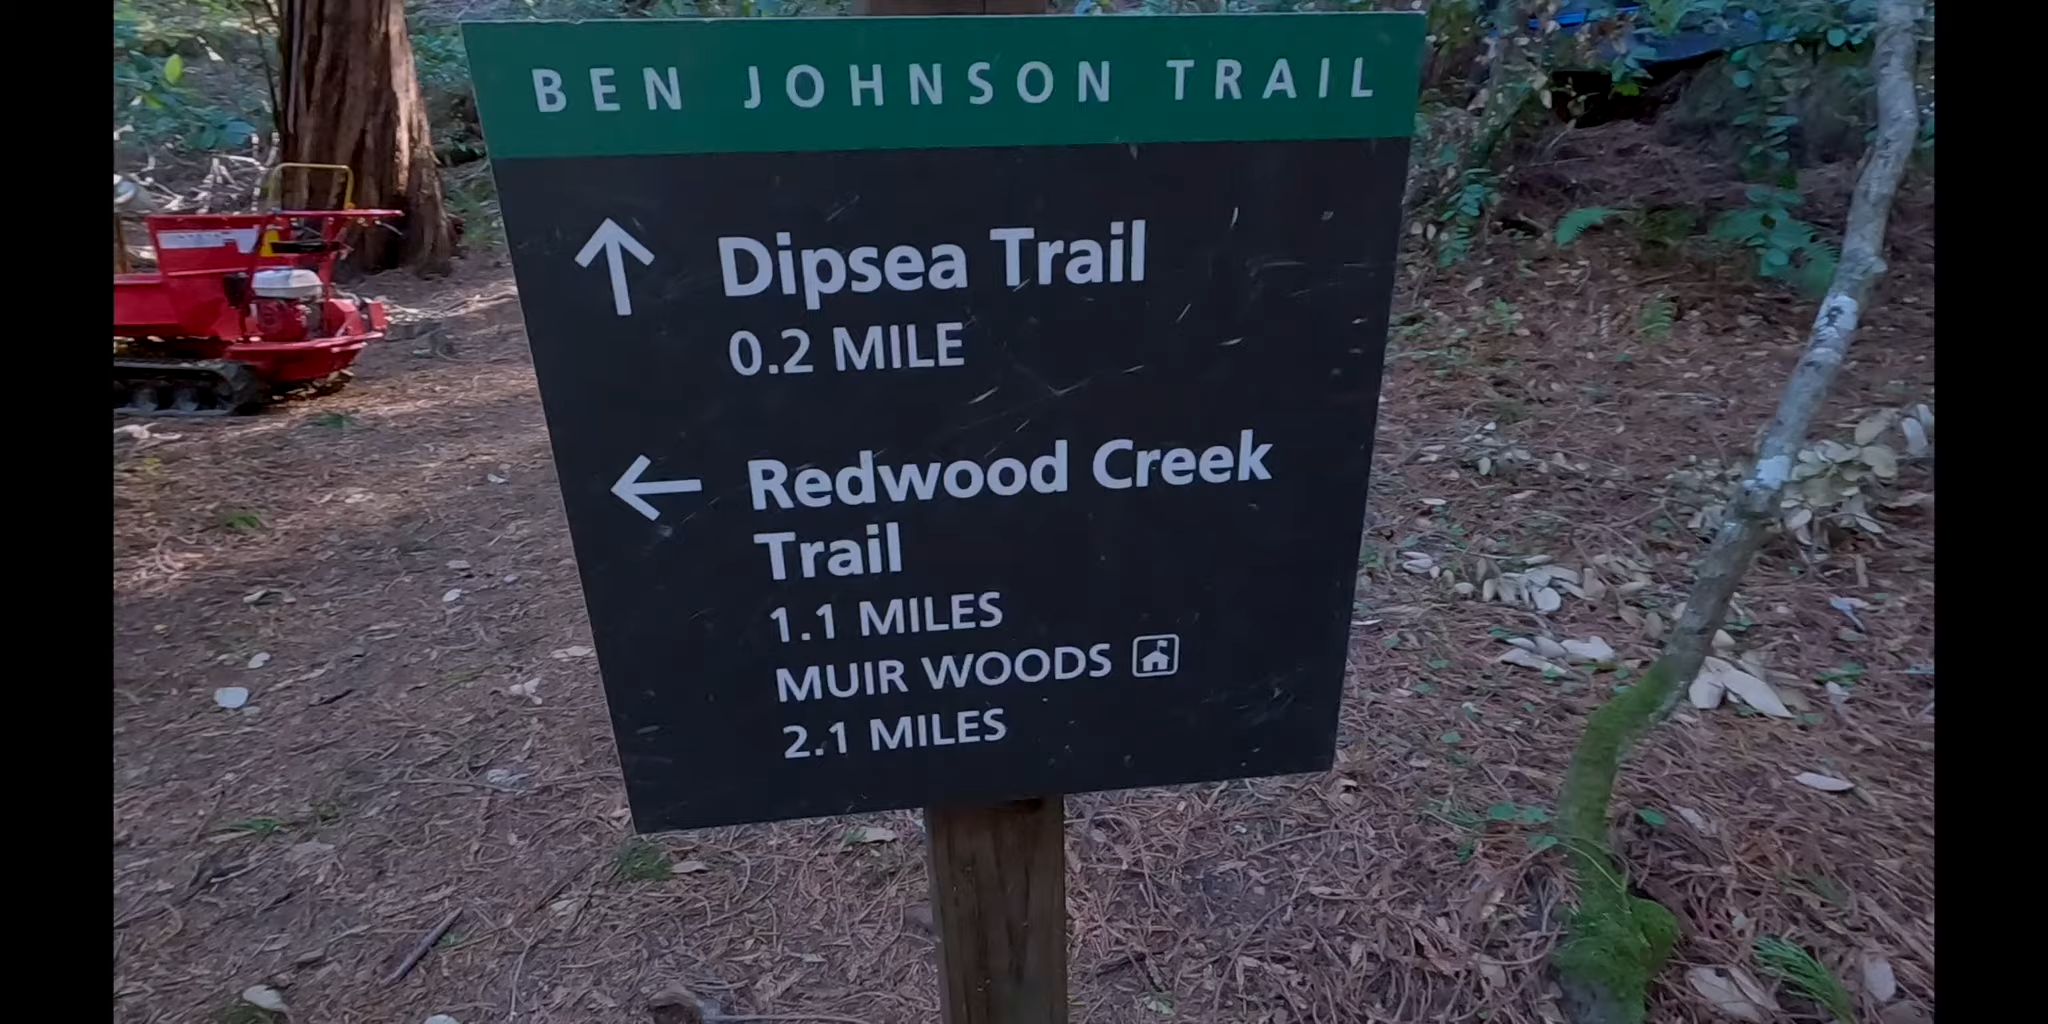 BEN JOHNSON TRAIL
Dipsea Trail
0.2 MILE
Redwood Creek
Trail
1.1 MILES
MUIR WOODS
2.1 MILES